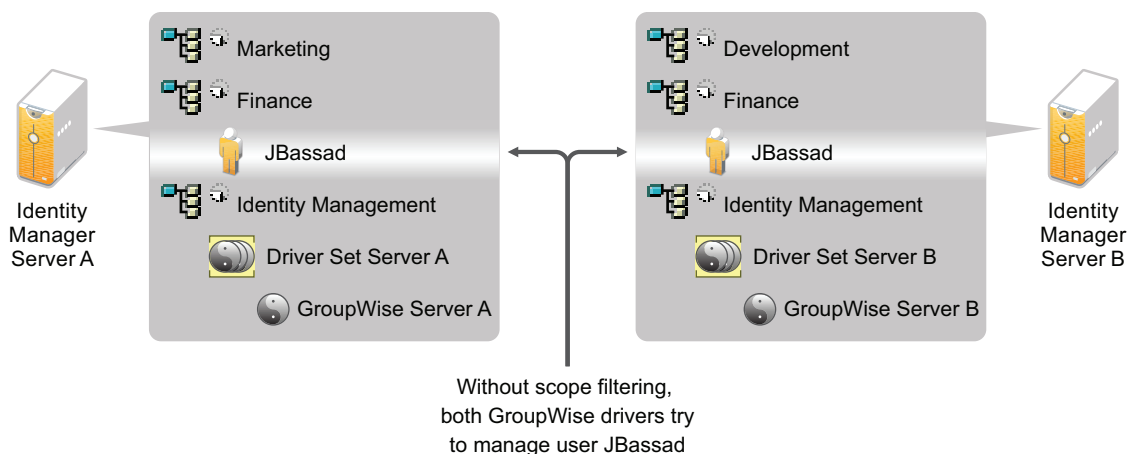 Marketing
Finance
JBassad
Identity Management
Driver Set Server A
GroupWise Server A
Identity
Manager
Server A
Development
Finance
JBassad
Identity Management
Driver Set Server B
GroupWise Server B
Identity
Manager
Server B
Without scope filtering,
both GroupWise drivers try
to manage user JBassad